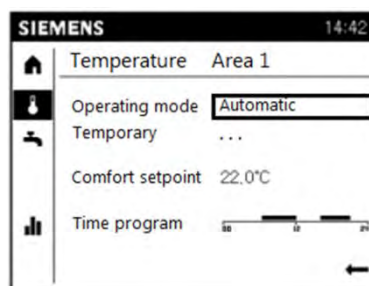 SIEMENS 14:42
Temperature Area 1
Operating mode Automatic
Temporary ...
Comfort setpoint 22.0°C
Time program
00 12 24